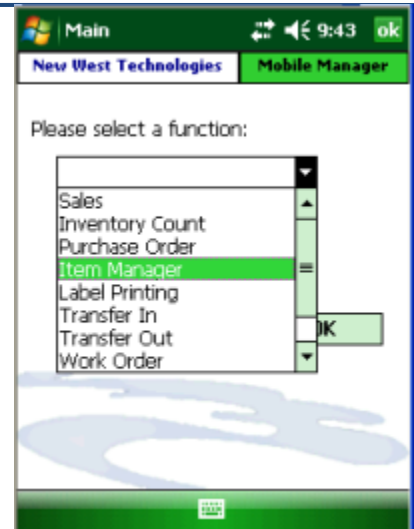 Main 9:43 ok
New West Technologies Mobile Manager
Please select a function:
Sales
Inventory Count
Purchase Order
Item Manager
Label Printing
Transfer In
Transfer Out
Work Order